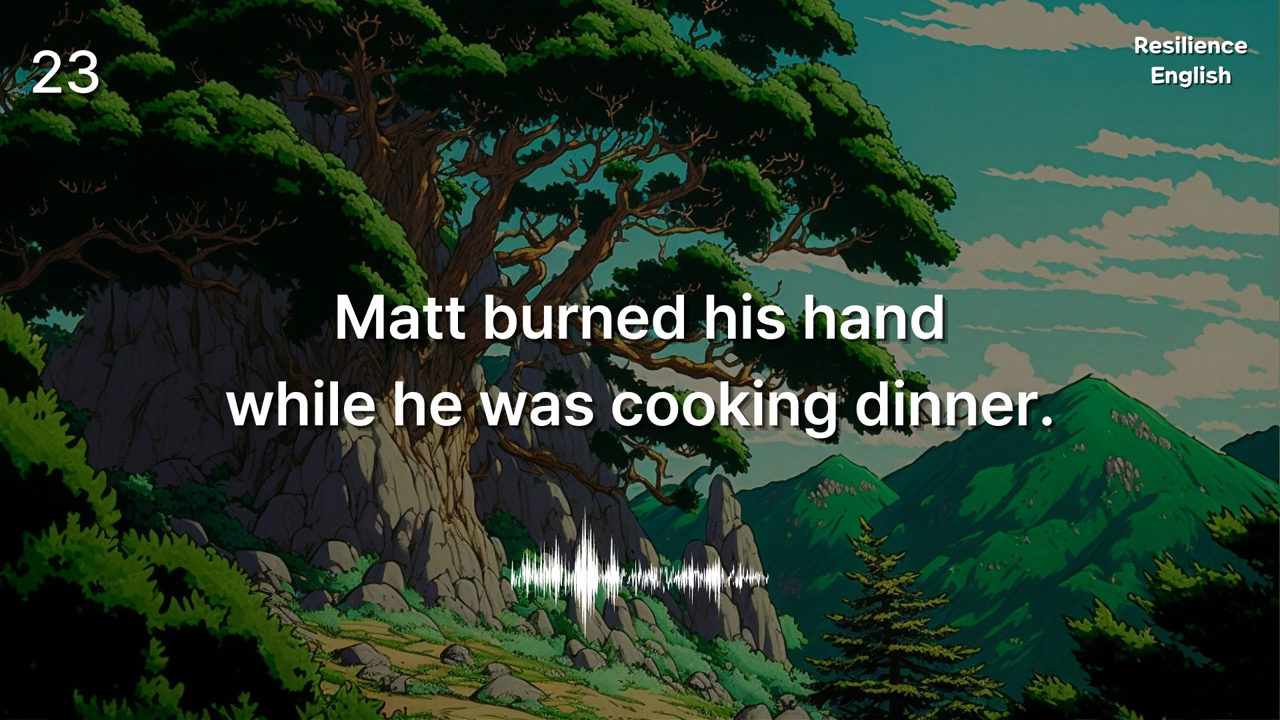 23
Resilience
English
Matt burned his hand
while he was cooking dinner.